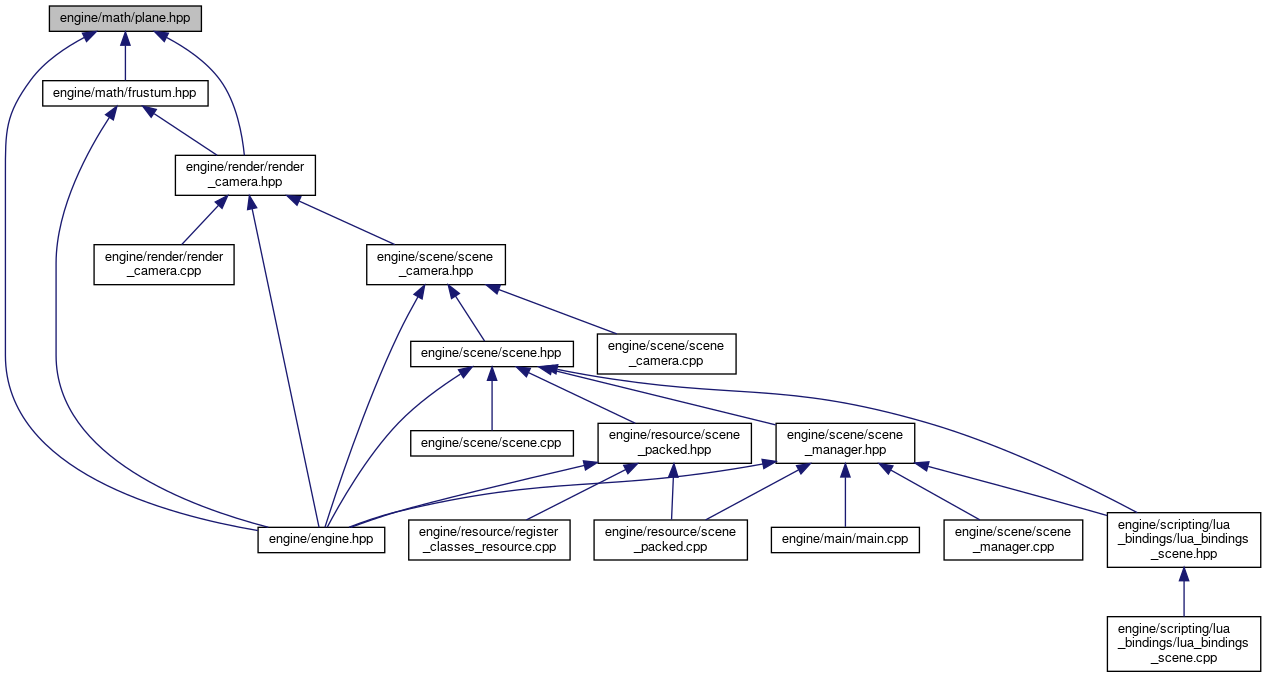 engine/math/plane.hpp
engine/math/frustum.hpp
engine/render/render
_camera.hpp
engine/render/render
_camera.cpp
engine/scene/scene
_camera.hpp
engine/scene/scene.hpp
engine/scene/scene
_camera.cpp
engine/scene/scene.cpp
engine/resource/scene
_packed.hpp
engine/scene/scene
_manager.hpp
engine/engine.hpp
engine/resource/register
_classes_resource.cpp
engine/resource/scene
_packed.cpp
engine/main/main.cpp
engine/scene/scene
_manager.cpp
engine/scripting/lua
_bindings/lua_bindings
_scene.hpp
engine/scripting/lua
_bindings/lua_bindings
_scene.cpp